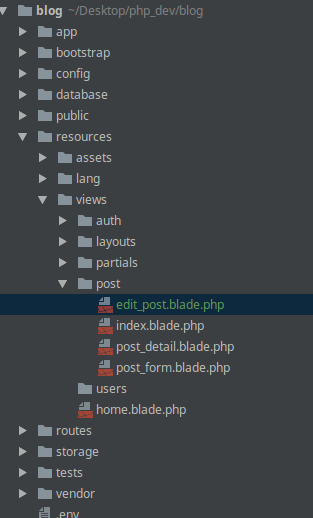 blog ~/Desktop/php_dev/blog
app
bootstrap
config
database
public
resources
assets
lang
views
auth
layouts
partials
post
edit_post.blade.php
index.blade.php
post_detail.blade.php
post_form.blade.php
users
home.blade.php
routes
storage
tests
vendor
.env